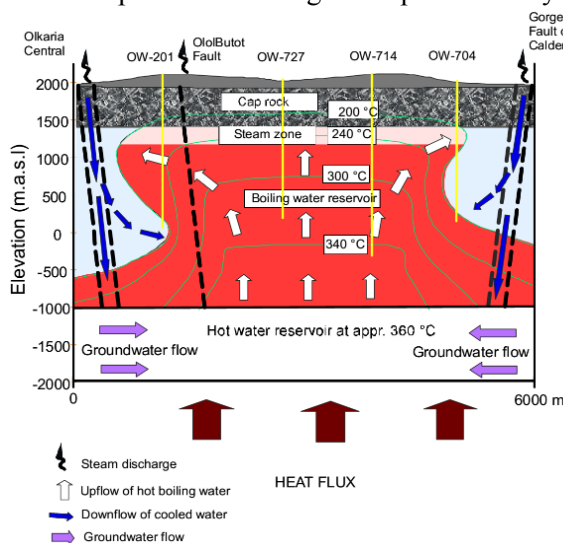 Olkaria
Central
OW-201
OlolButot
Fault
OW-727
OW-714
OW-704
Gorge
Fault o
Calder
2000
1500
1000
500
0
-500
-1000
-1500
-2000
Elevation (m.a.s.l)
Cap rock
200 °C
Steam zone
240 °C
300 °C
Boiling water reservoir
340 °C
Hot water reservoir at appr. 360 °C
Groundwater flow
Groundwater flow
0
6000 m
HEAT FLUX
Steam discharge
Upflow of hot boiling water
Downflow of cooled water
Groundwater flow